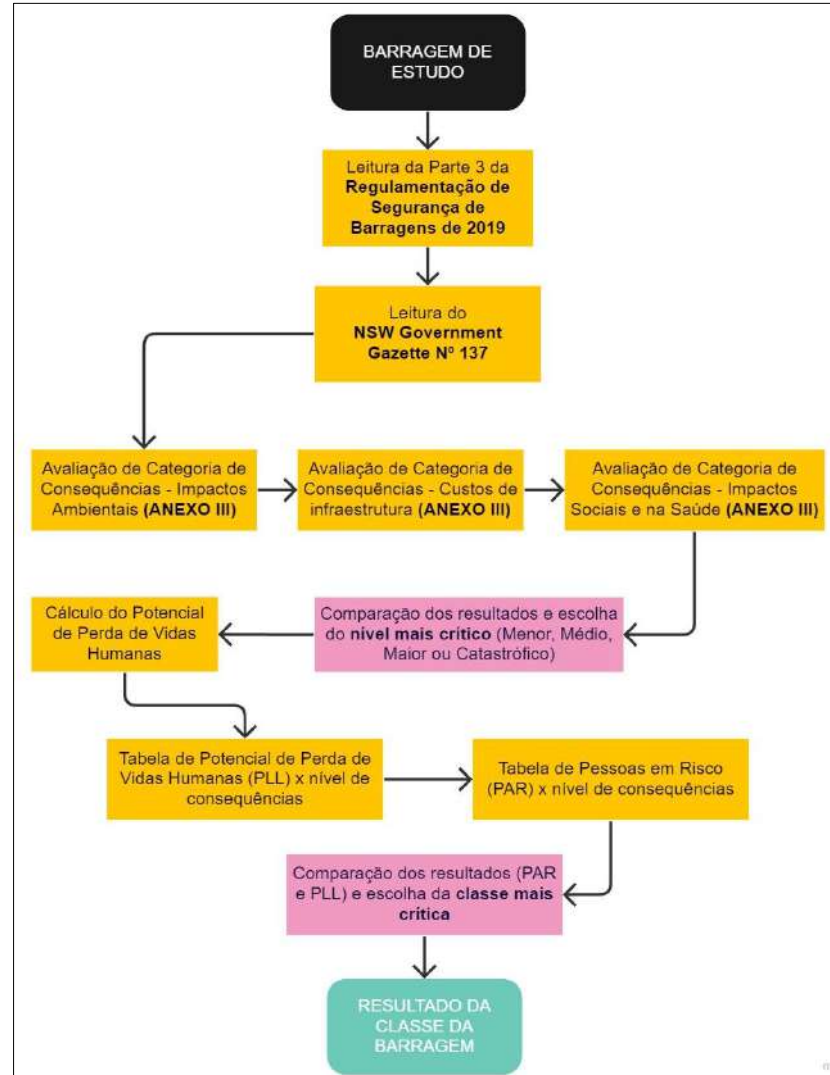 BARRAGEM DE
ESTUDO
Leitura da Parte 3 da
Regulamentação de
Segurança de
Barragens de 2019
Leitura do
NSW Government
Gazette Nº 137
Avaliação de Categoria de
Consequências - Impactos
Ambientais (ANEXO III)
Avaliação de Categoria de
Consequências - Custos de
infraestrutura (ANEXO III)
Avaliação de Categoria de
Consequências - Impactos
Sociais e na Saúde (ANEXO III)
Comparação dos resultados e escolha
do nível mais crítico (Menor, Médio,
Maior ou Catastrófico)
Cálculo do Potencial
de Perda de Vidas
Humanas
Tabela de Potencial de Perda de
Vidas Humanas (PLL) x nível de
consequências
Tabela de Pessoas em Risco
(PAR) x nível de consequências
Comparação dos resultados (PAR
e PLL) e escolha da classe mais
crítica
RESULTADO DA
CLASSE DA
BARRAGEM